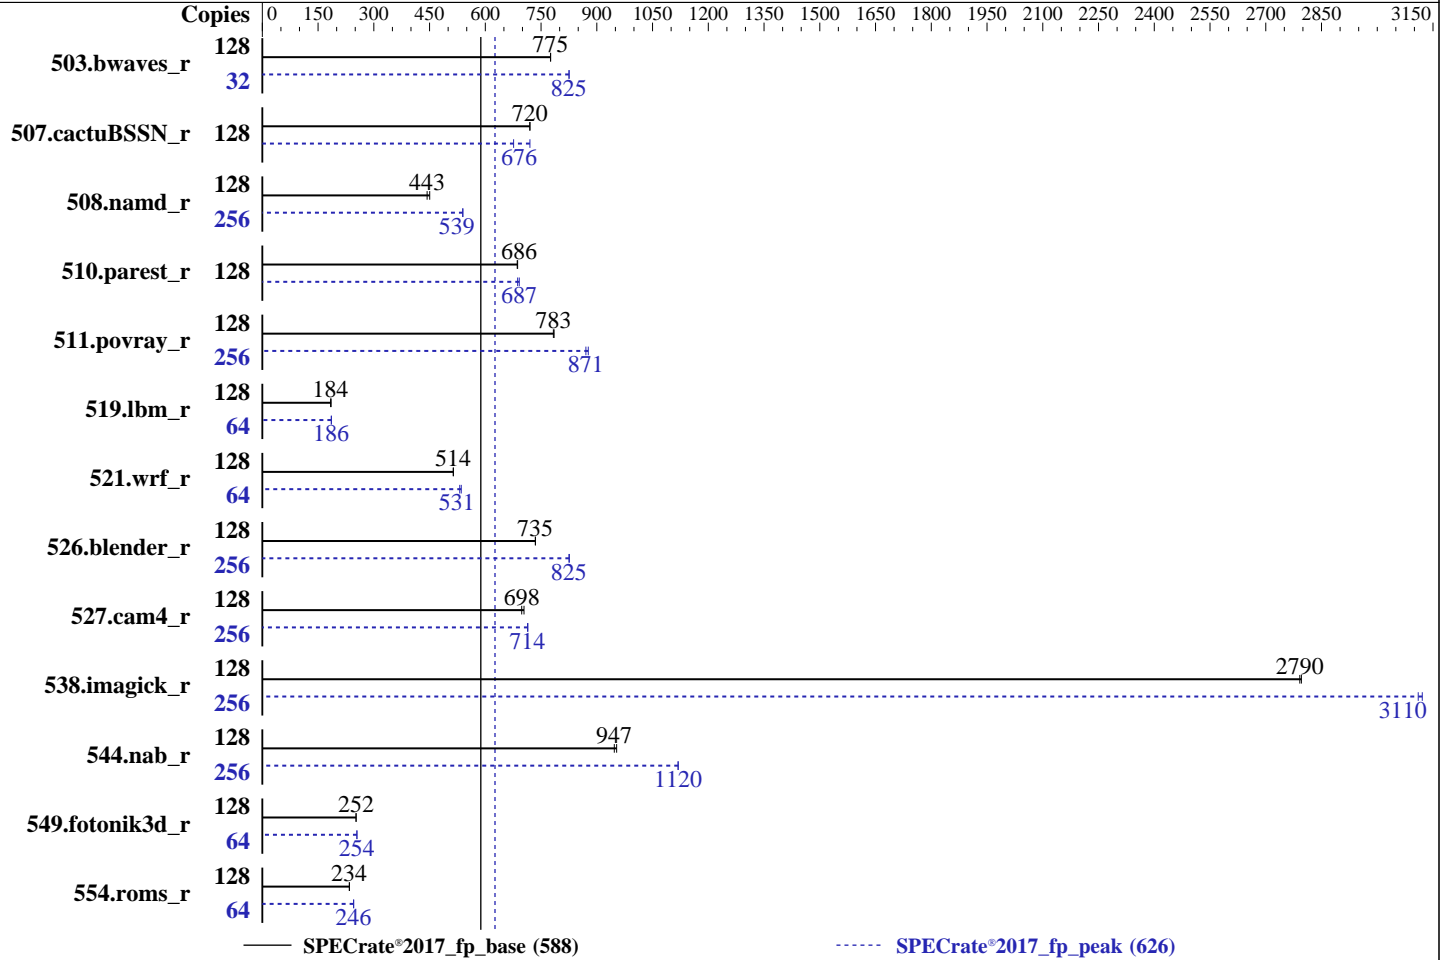 Copies 0 150 300 450 600 750 900 1050 1200 1350 1500 1650 1800 1950 2100 2250 2400 2550 2700 2850 3150
503.bwaves_r 128 775
32 825
507.cactuBSSN_r 128 720
676
508.namd_r 128 443
256 539
510.parest_r 128 686
687
511.povray_r 128 783
256 871
519.lbm_r 128 184
64 186
521.wrf_r 128 514
64 531
526.blender_r 128 735
256 825
527.cam4_r 128 698
256 714
538.imagick_r 128 2790
256 3110
544.nab_r 128 947
256 1120
549.fotonik3d_r 128 252
64 254
554.roms_r 128 234
64 246
SPECrate®2017_fp_base (588) SPECrate®2017_fp_peak (626)